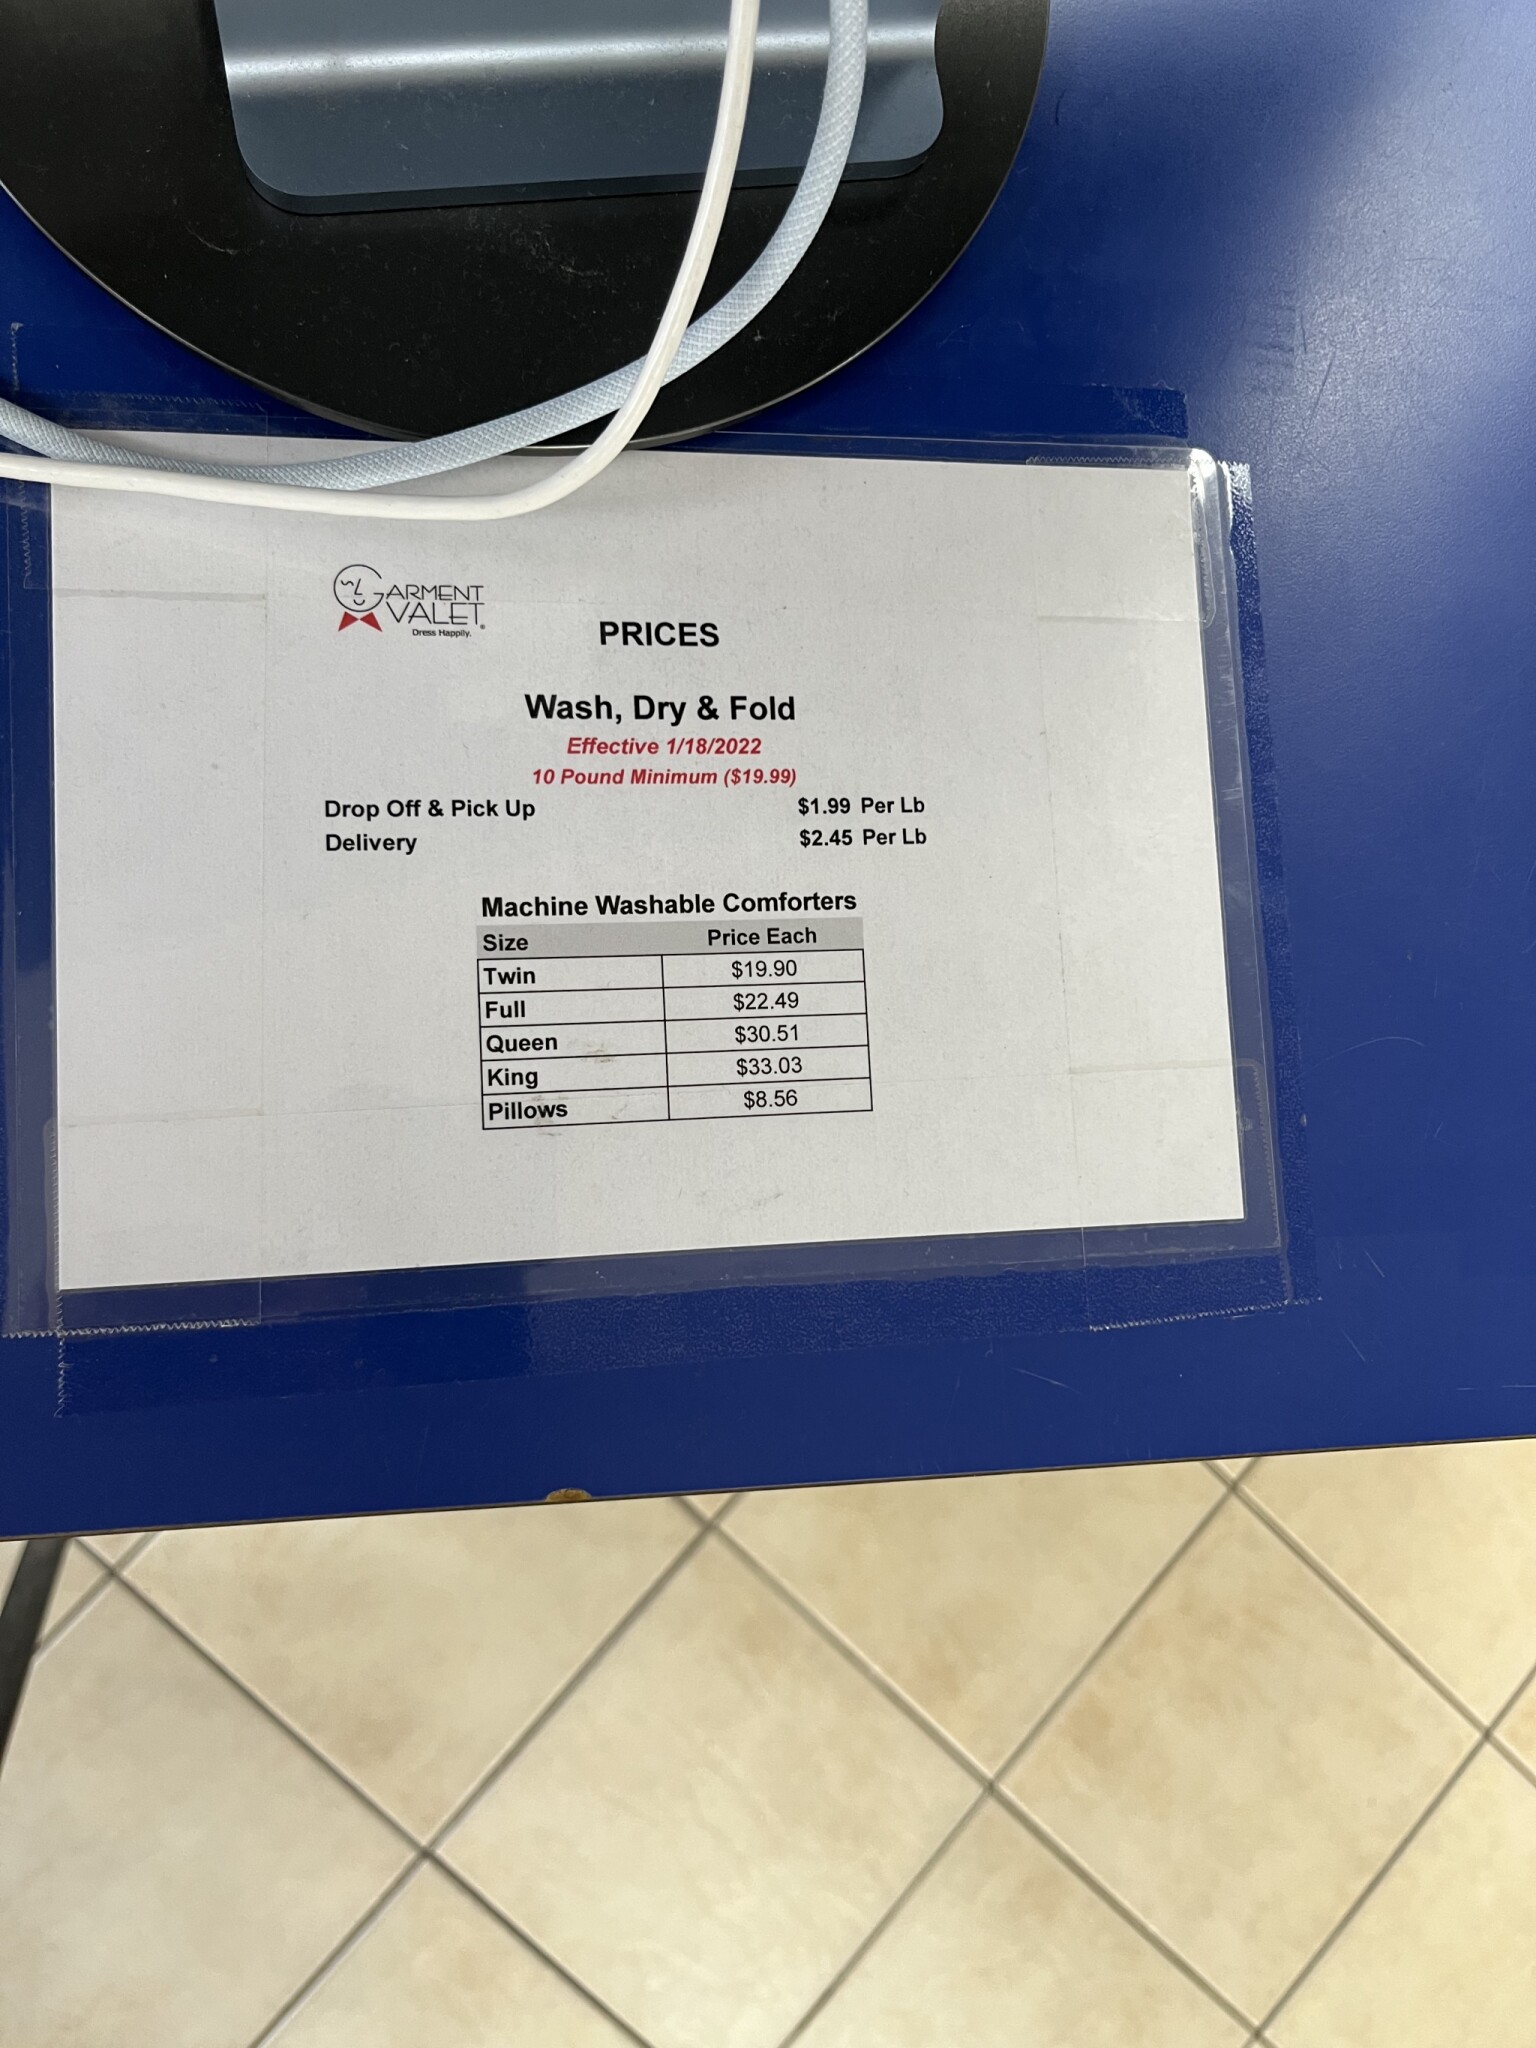 GARMENT
VALET®
Dress Happily.
PRICES
Wash, Dry & Fold
Effective 1/18/2022
10 Pound Minimum ($19.99)
Drop Off & Pick Up $1.99 Per Lb
Delivery $2.45 Per Lb
Machine Washable Comforters
Size Price Each
Twin $19.90
Full $22.49
Queen $30.51
King $33.03
Pillows $8.56